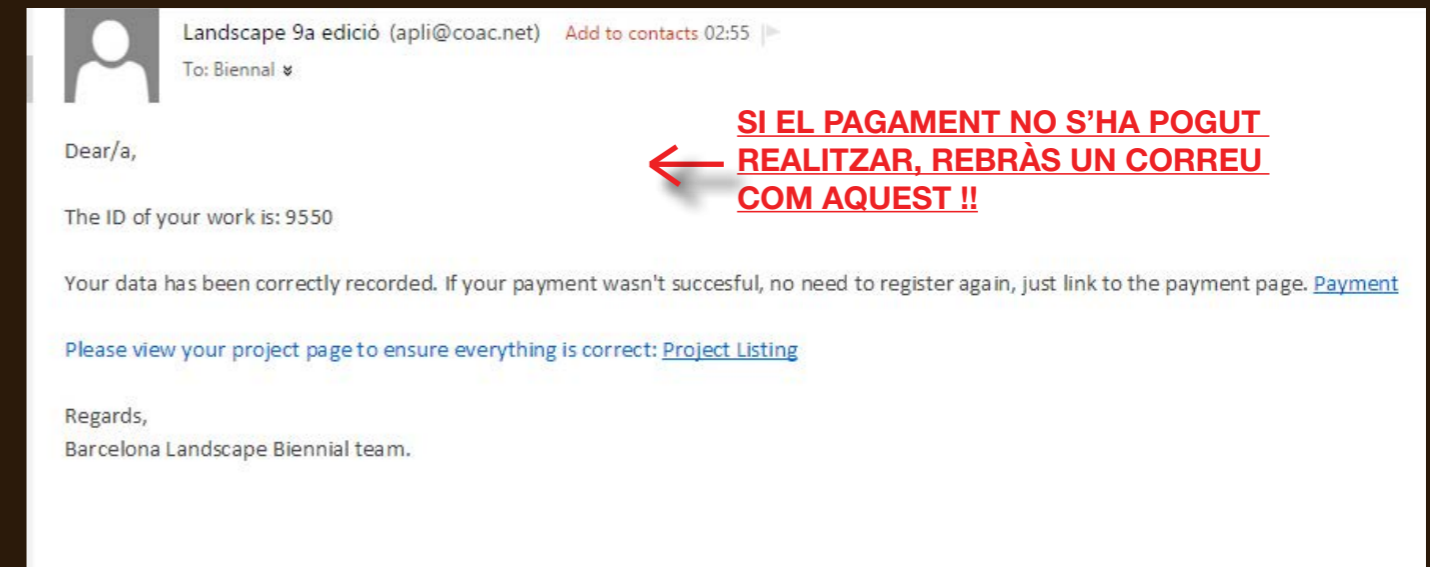 Landscape 9a edició (apli@coac.net) Add to contacts 02:55
To: Biennal
SI EL PAGAMENT NO S’HA POGUT
REALITZAR, REBRÀS UN CORREU
COM AQUEST !!
Dear/a,
The ID of your work is: 9550
Your data has been correctly recorded. If your payment wasn't succesful, no need to register again, just link to the payment page. Payment
Please view your project page to ensure everything is correct: Project Listing
Regards,
Barcelona Landscape Biennial team.